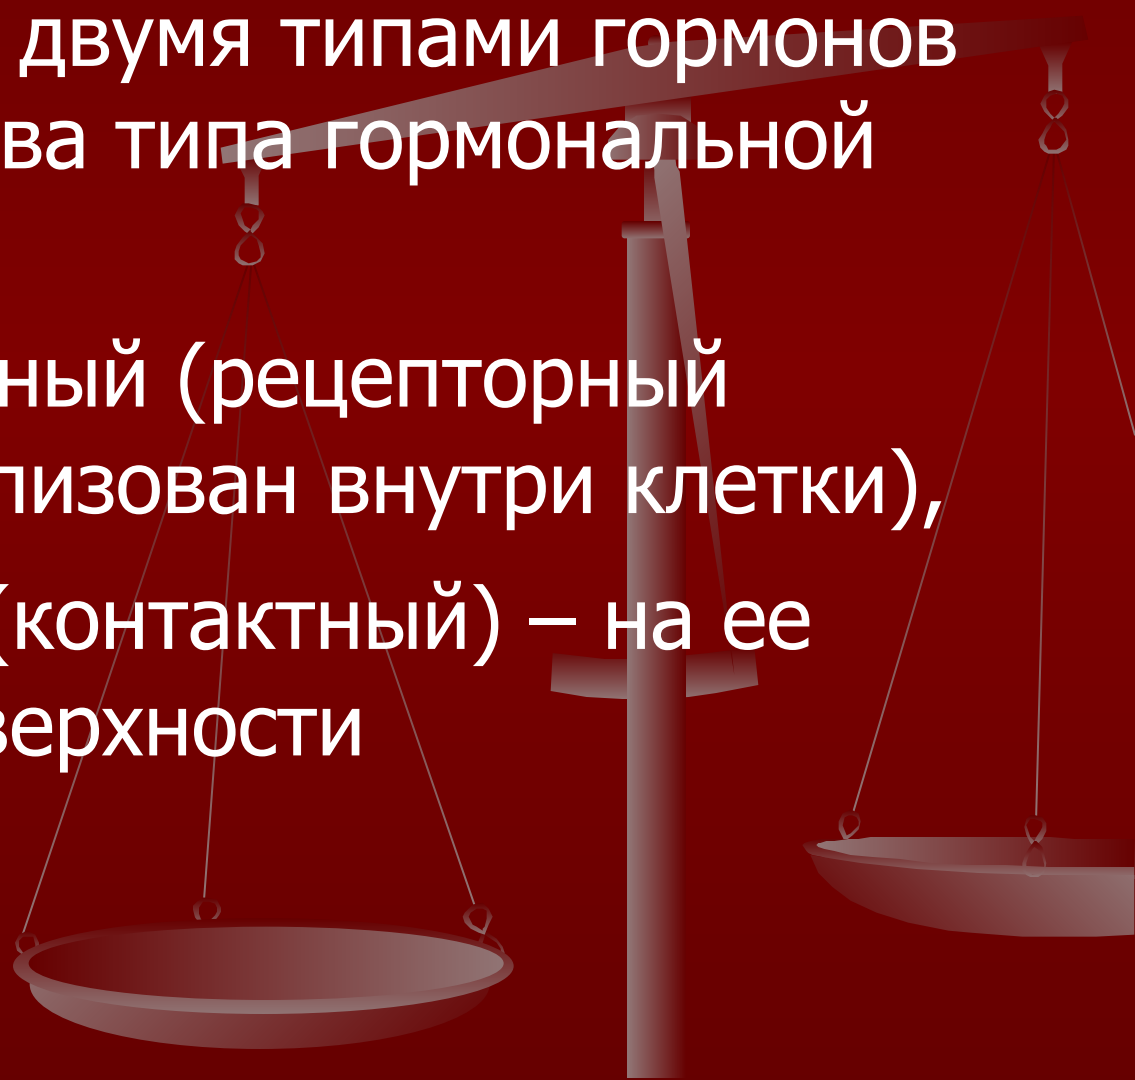 двумя типами гормонов
ва типа гормональной
ный (рецепторный
лизован внутри клетки),
(контактный) – на ее
верхности